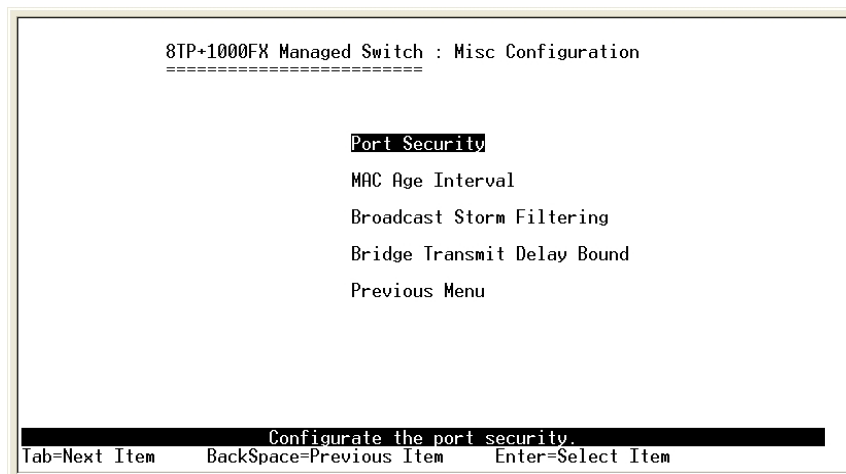 8TP+1000FX Managed Switch : Misc Configuration
=========================
Port Security
MAC Age Interval
Broadcast Storm Filtering
Bridge Transmit Delay Bound
Previous Menu
Configurate the port security.
Tab=Next Item BackSpace=Previous Item Enter=Select Item